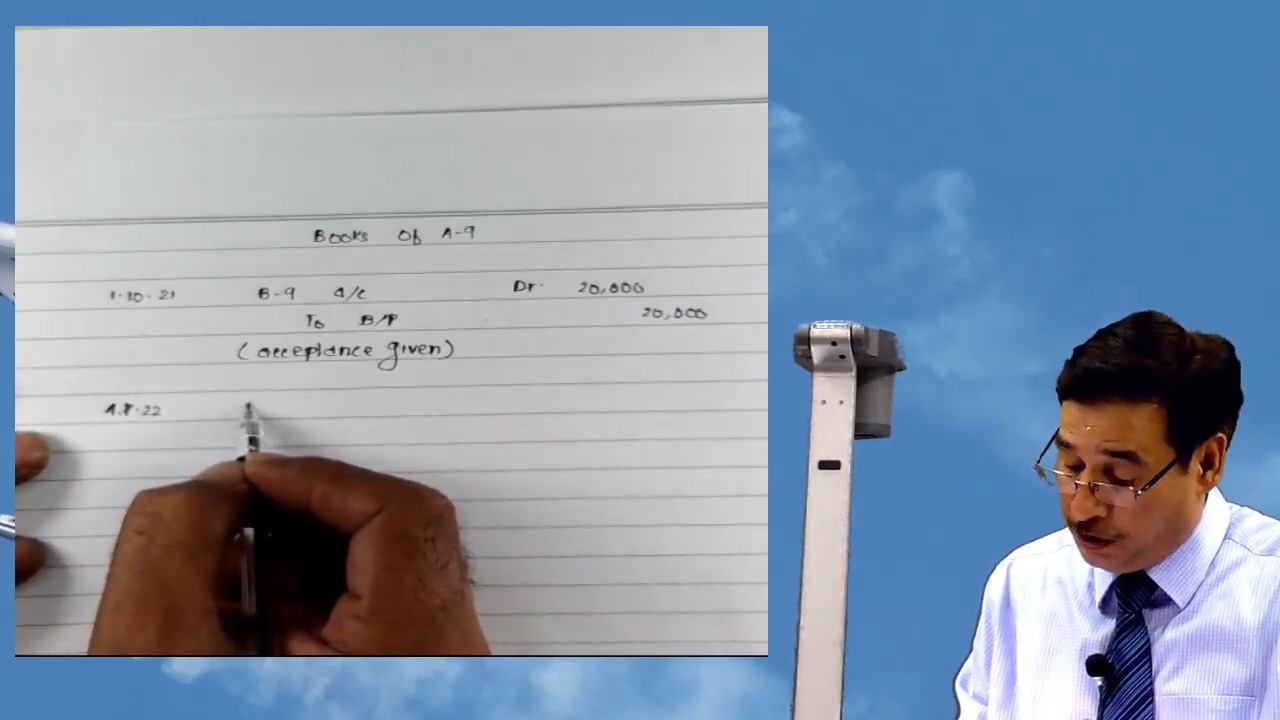 Books Of A-9
1.10.21 B-9 a/c Dr. 20,000
To B/P 20,000
(acceptance given)
4.1.22